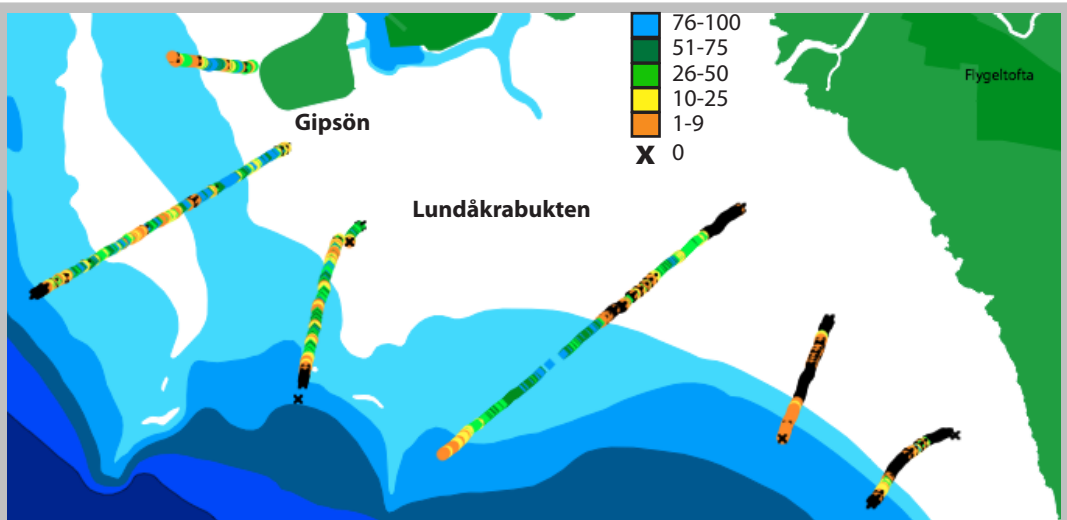 76-100
51-75
26-50
10-25
1-9
X 0
Flygeltofta
Gipsön
Lundåkrabukten